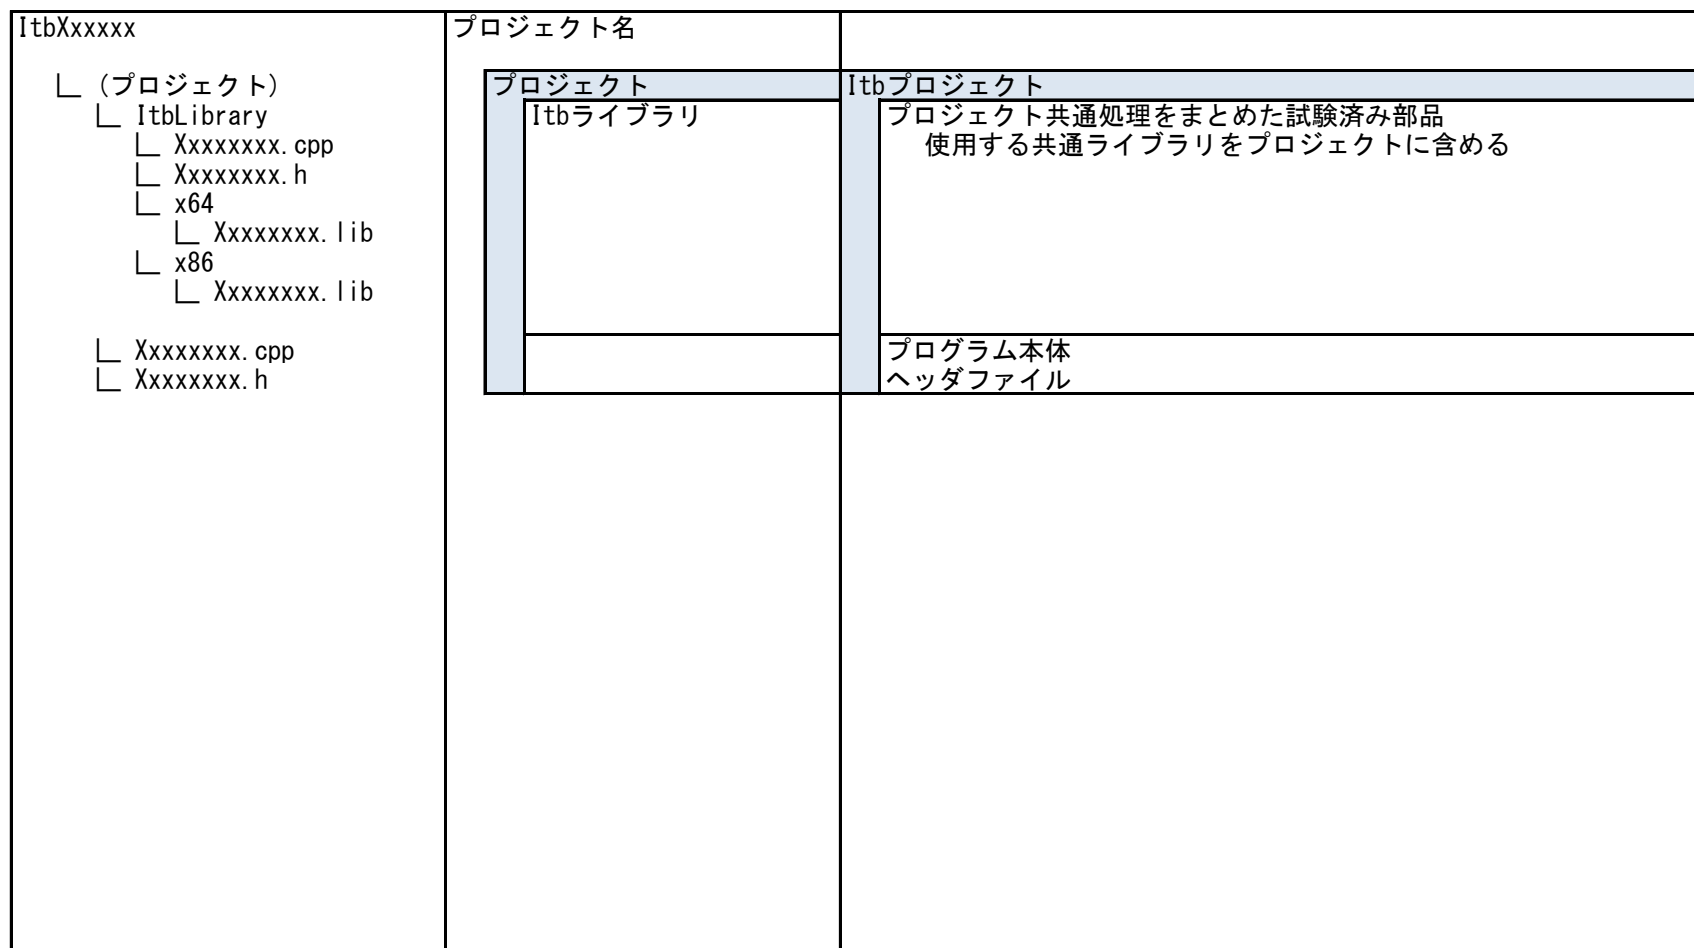 ItbXxxxxx プロジェクト名
└ (プロジェクト) プロジェクト Itbプロジェクト
└ ItbLibrary Itbライブラリ プロジェクト共通処理をまとめた試験済み部品
└ Xxxxxxxx.cpp 使用する共通ライブラリをプロジェクトに含める
└ Xxxxxxxx.h
└ x64
└ Xxxxxxxx.lib
└ x86
└ Xxxxxxxx.lib
└ Xxxxxxxx.cpp プログラム本体
└ Xxxxxxxx.h ヘッダファイル